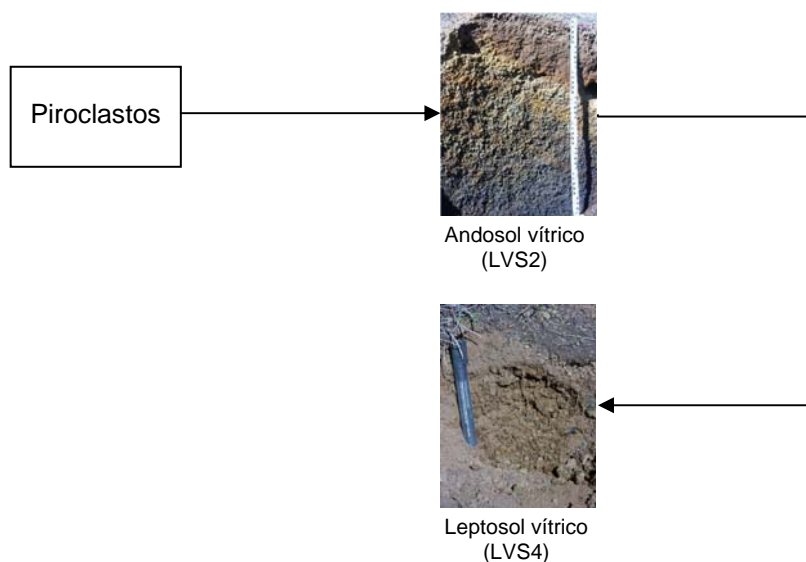 Piroclastos
Andosol vítrico
(LVS2)
Leptosol vítrico
(LVS4)